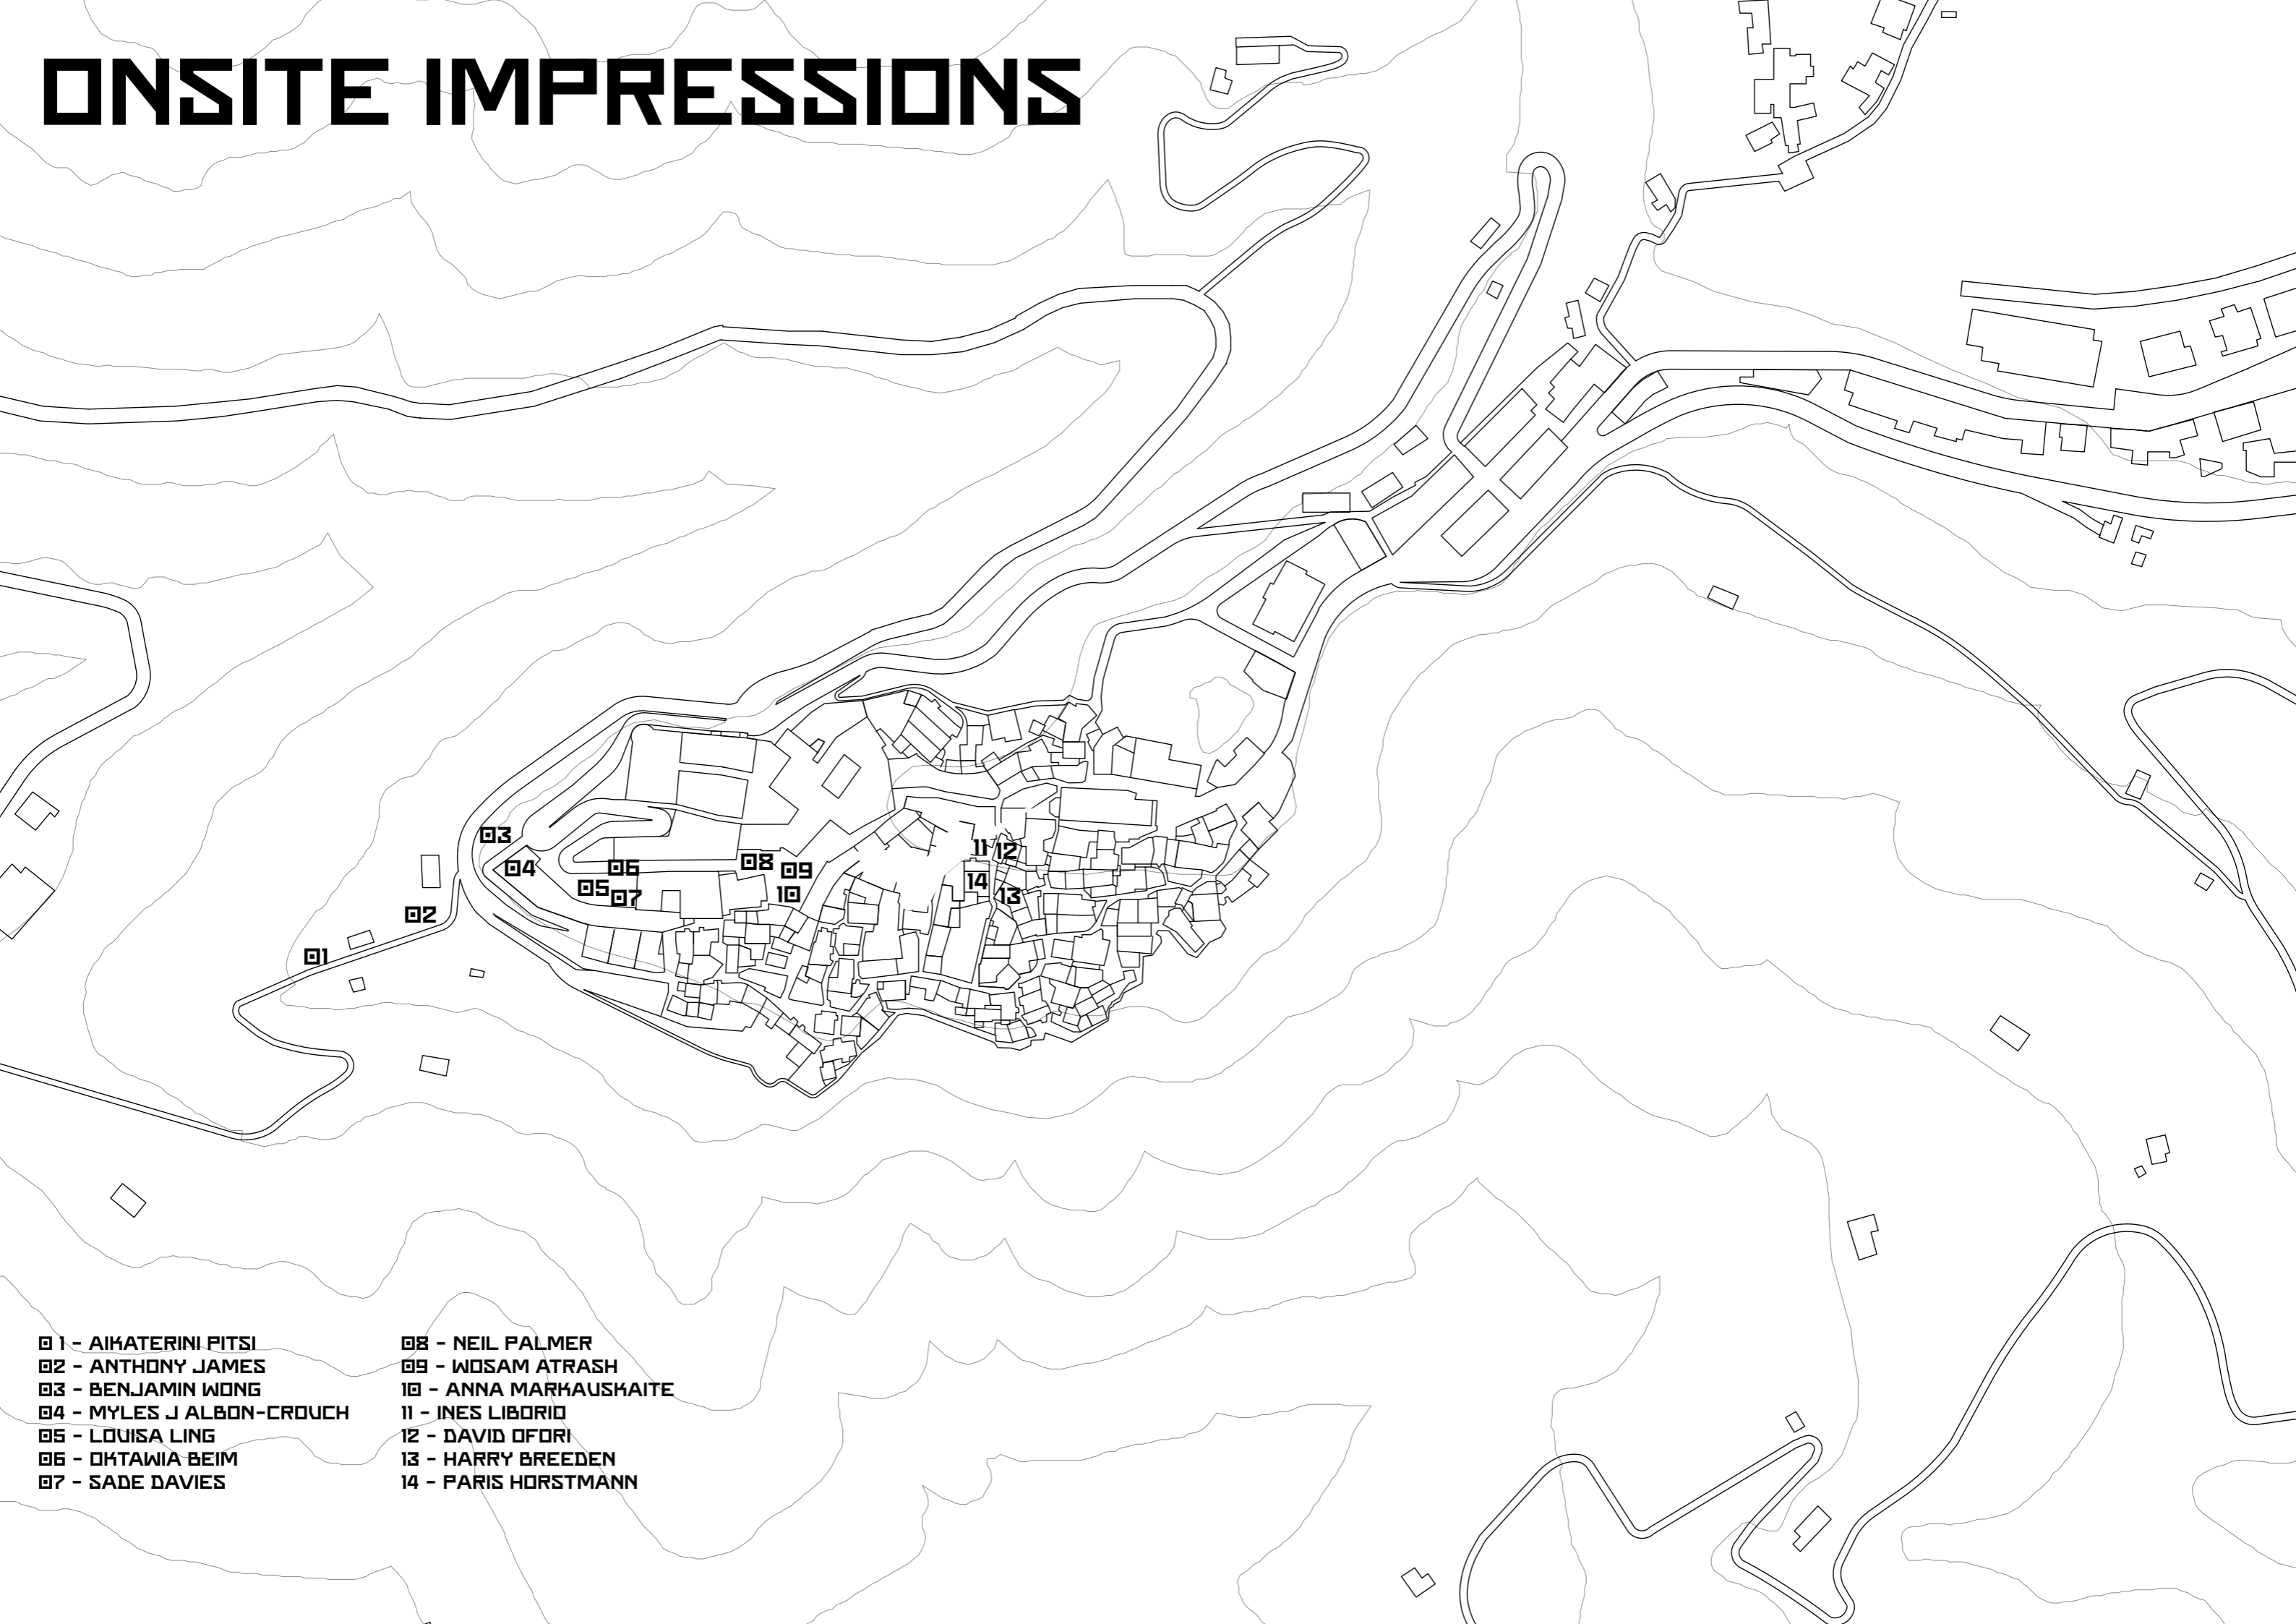 ONSITE IMPRESSIONS
03
11 12
08
04 06 09
14
05
07 10 13
02
01
01 - AIKATERINI PITSI
02 - ANTHONY JAMES
03 - BENJAMIN WONG
04 - MYLES J ALBON-CROUCH
05 - LOUISA LING
06 - OKTAWIA BEIM
07 - SADE DAVIES
08 - NEIL PALMER
09 - WOSAM ATRASH
10 - ANNA MARKAUSKAITE
11 - INES LIBORIO
12 - DAVID OFORI
13 - HARRY BREEDEN
14 - PARIS HORSTMANN